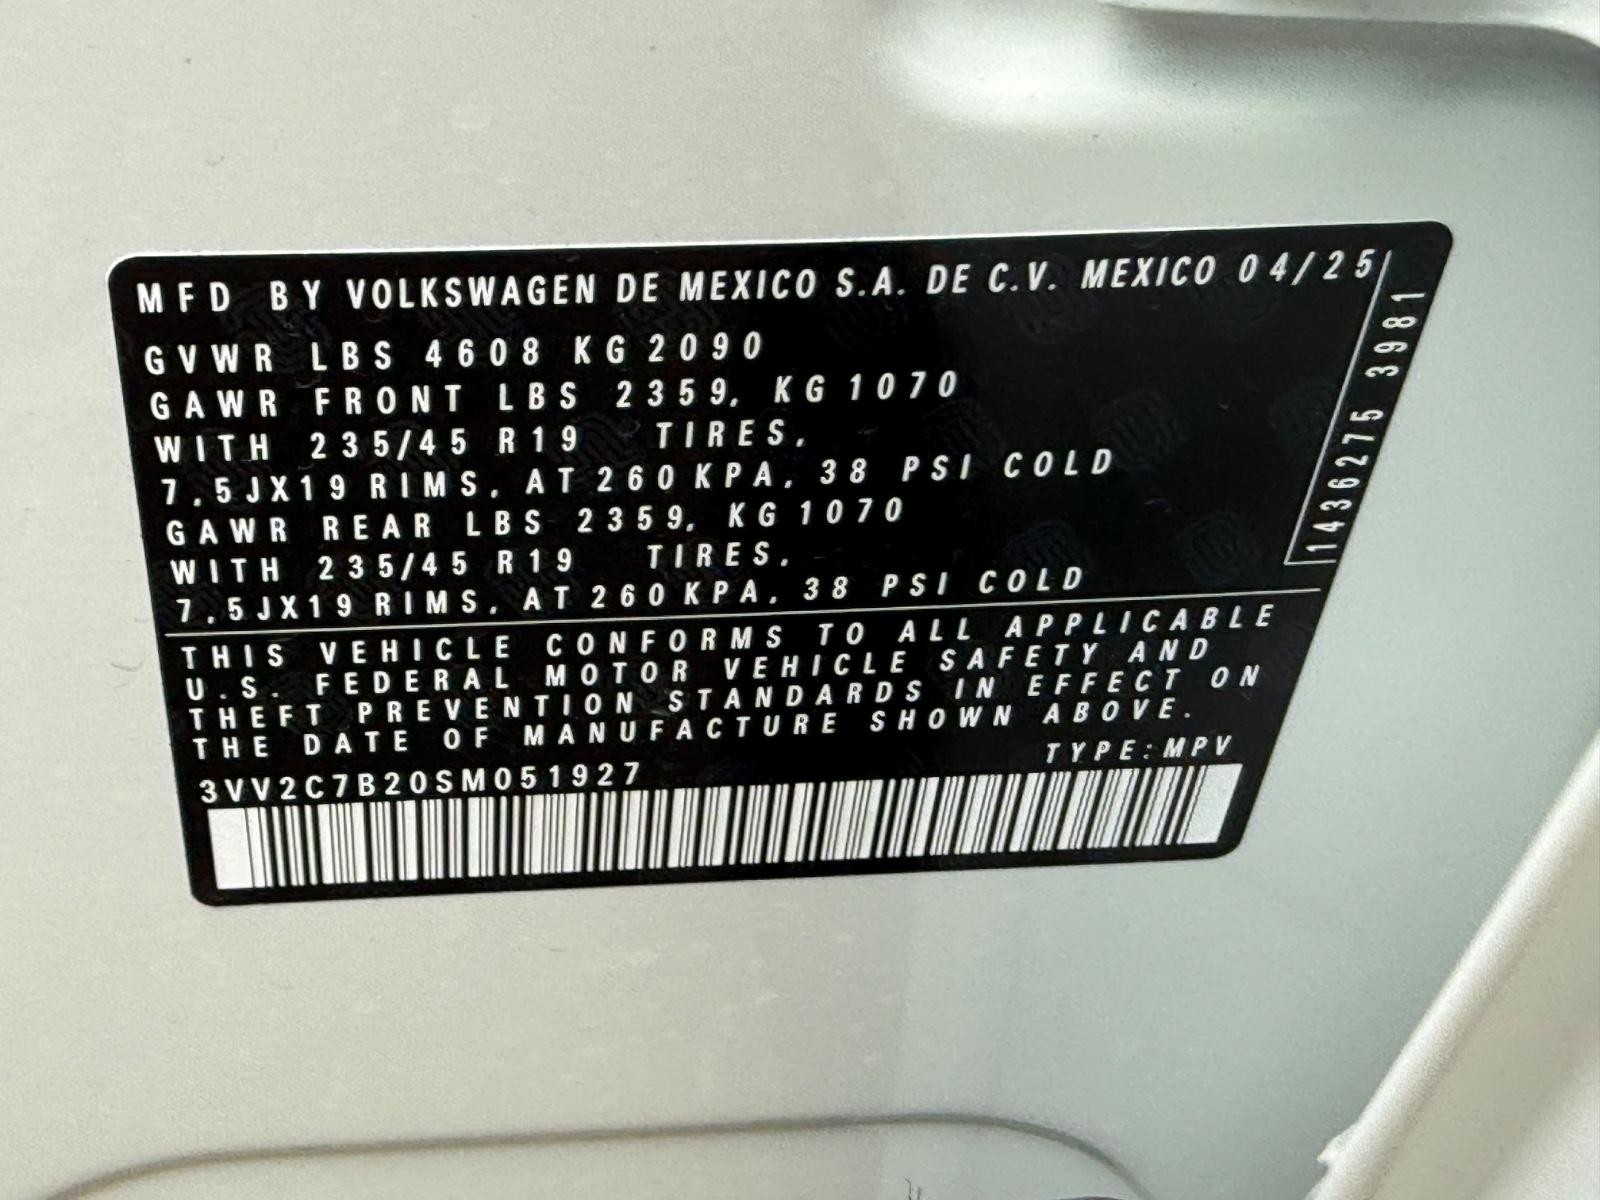 MFD BY VOLKSWAGEN DE MEXICO S.A. DE C.V. MEXICO 04/25
GVWR LBS 4608 KG 2090
GAWR FRONT LBS 2359, KG 1070
WITH 235/45 R19 TIRES,
7,5JX19 RIMS, AT 260 KPA, 38 PSI COLD
GAWR REAR LBS 2359, KG 1070
WITH 235/45 R19 TIRES,
7,5JX19 RIMS, AT 260 KPA, 38 PSI COLD
1436275 3981
THIS VEHICLE CONFORMS TO ALL APPLICABLE
U.S. FEDERAL MOTOR VEHICLE SAFETY AND
THEFT PREVENTION STANDARDS IN EFFECT ON
THE DATE OF MANUFACTURE SHOWN ABOVE.
TYPE:MPV
3VV2C7B20SM051927